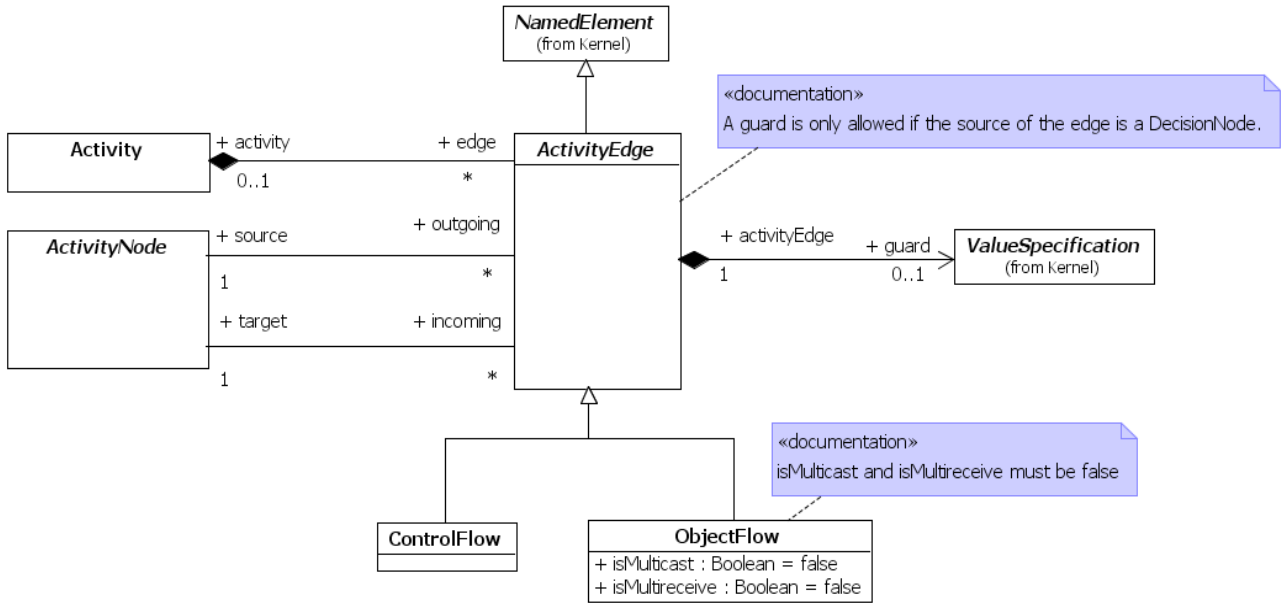 NamedElement
(from Kernel)
«documentation»
A guard is only allowed if the source of the edge is a DecisionNode.
Activity
+ activity
+ edge
0..1
*
ActivityEdge
ActivityNode
+ source
+ outgoing
1
*
+ target
+ incoming
1
*
+ activityEdge
+ guard
1
0..1
ValueSpecification
(from Kernel)
«documentation»
isMulticast and isMultireceive must be false
ControlFlow
ObjectFlow
+ isMulticast : Boolean = false
+ isMultireceive : Boolean = false